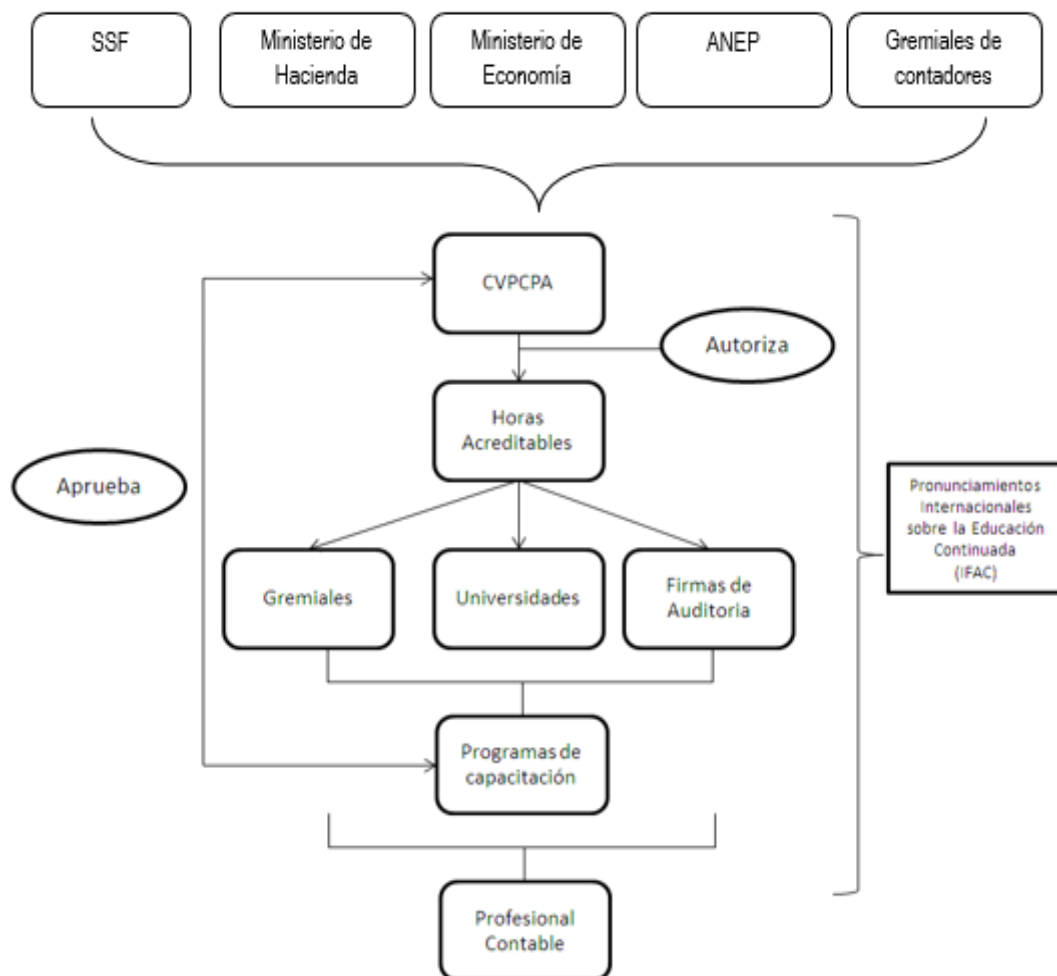 SSF
Ministerio de
Hacienda
Ministerio de
Economía
ANEP
Gremiales de
contadores
CVPCPA
Autoriza
Horas
Acreditables
Aprueba
Pronunciamientos
Internacionales
sobre la Educación
Continuada
(IFAC)
Gremiales
Universidades
Firmas de
Auditoria
Programas de
capacitación
Profesional
Contable